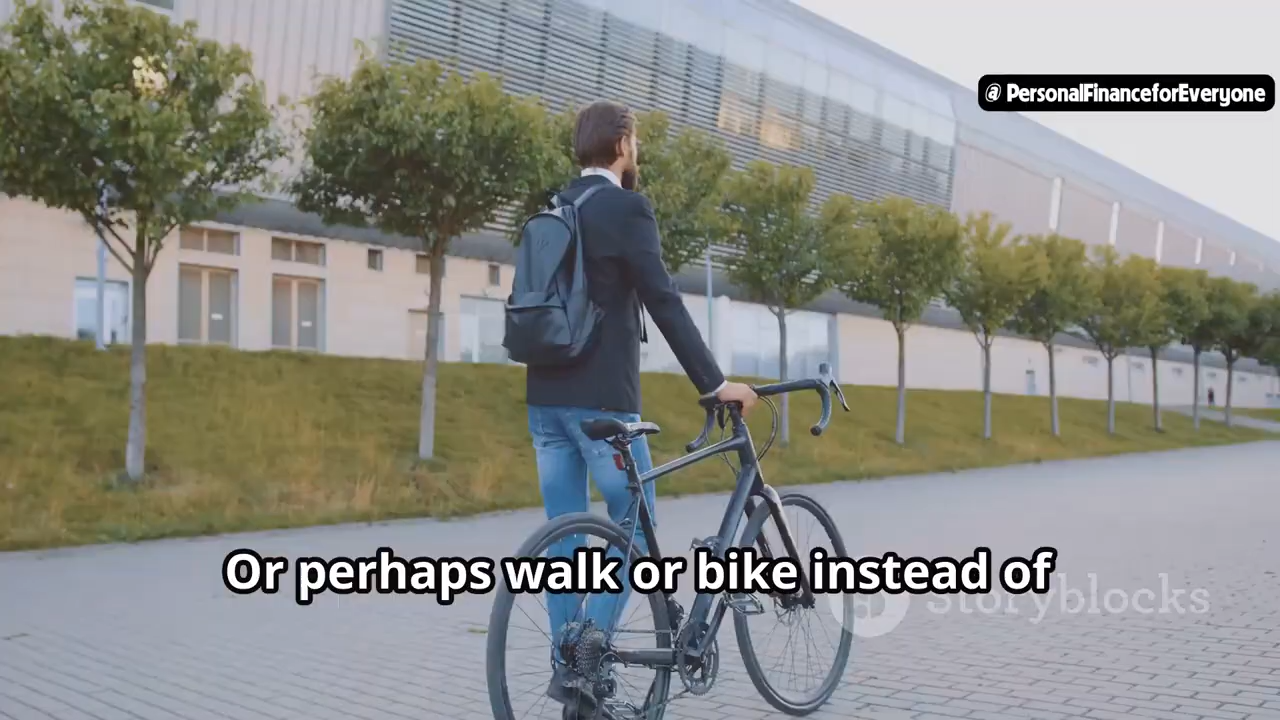 @ PersonalFinanceforEveryone
Or perhaps walk or bike instead of
Storyblocks